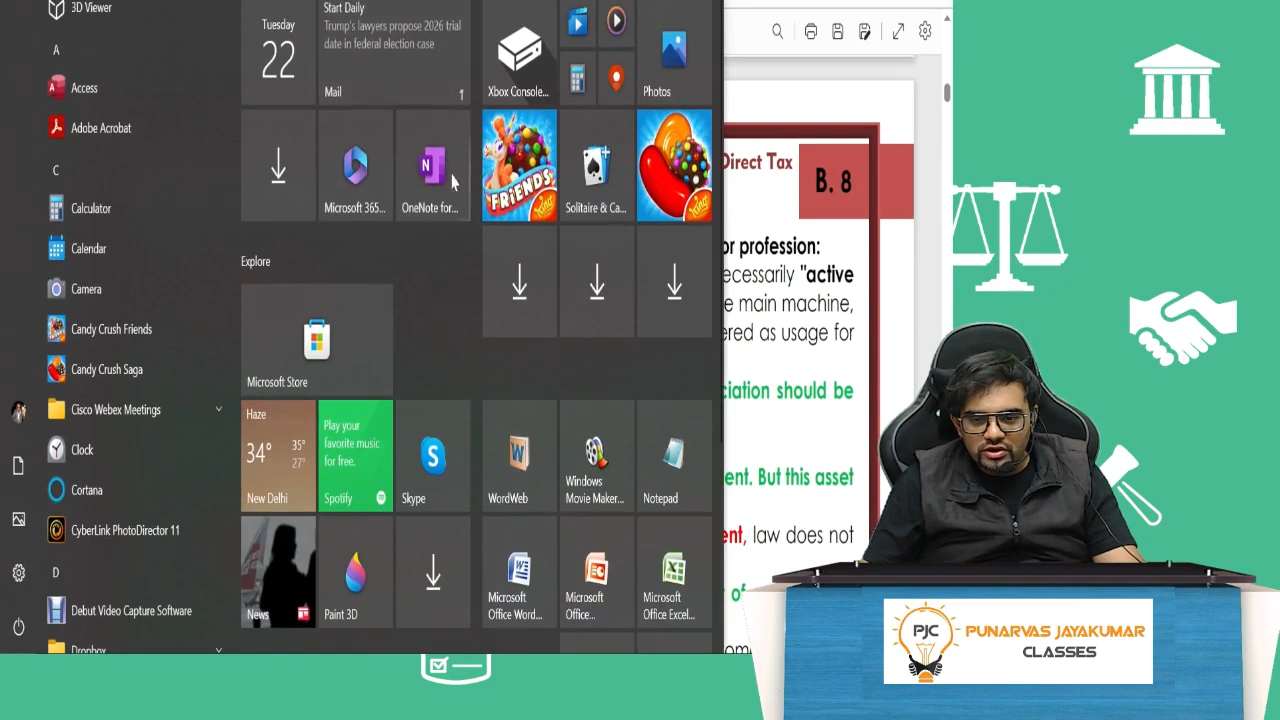 3D Viewer
A
Access
Adobe Acrobat
C
Calculator
Calendar
Camera
Candy Crush Friends
Candy Crush Saga
Cisco Webex Meetings
Clock
Cortana
CyberLink PhotoDirector 11
D
Debut Video Capture Software
Dropbox
Tuesday
22
Start Daily
Trump's lawyers propose 2026 trial
date in federal election case
Mail
1
Microsoft 365...
OneNote for...
Explore
Microsoft Store
Haze
34°
35°
27°
New Delhi
Play your
favorite music
for free.
Spotify
Skype
News
Paint 3D
Xbox Console...
Photos
FRIENDS
King
Solitaire & Ca...
King
WordWeb
Windows
Movie Maker...
Notepad
Microsoft
Office Word...
Microsoft
Office...
Microsoft
Office Excel...
Direct Tax
B. 8
or profession:
ecessarily "active
e main machine,
ered as usage for
ciation should be
ent. But this asset
ent, law does not
of
PJC
PUNARVAS JAYAKUMAR
CLASSES